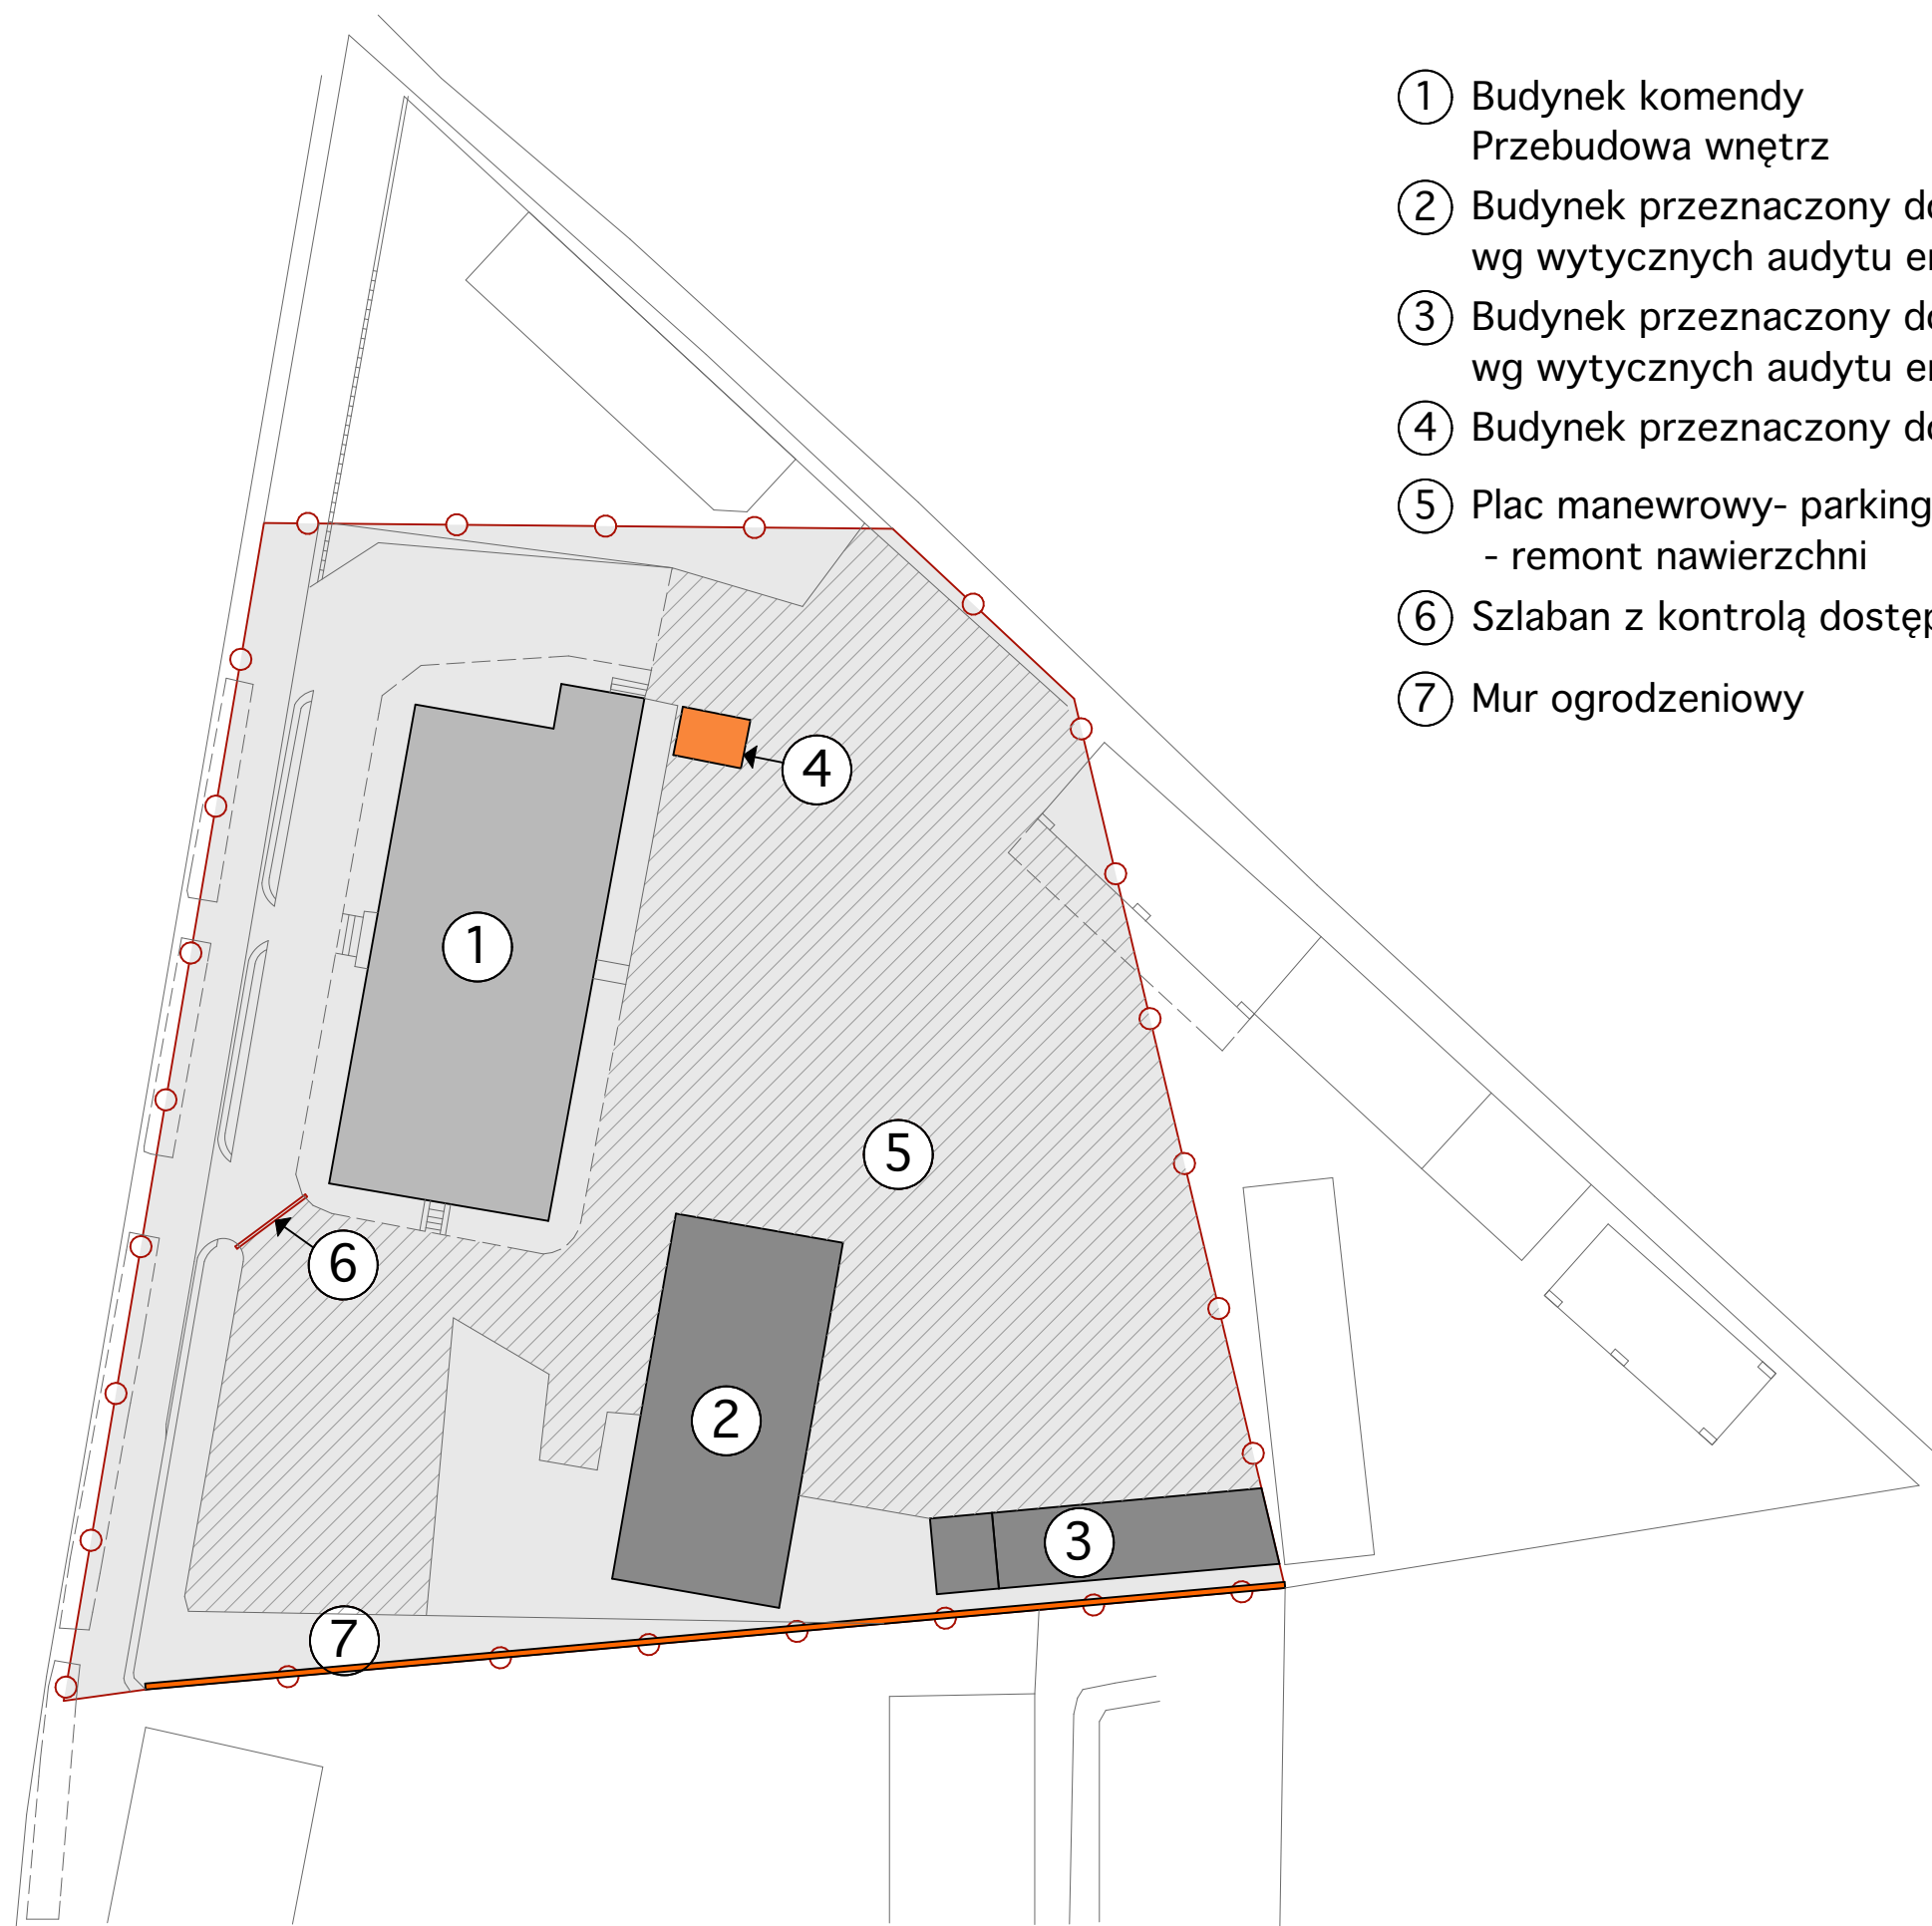 1 Budynek komendy
Przebudowa wnętrz
2 Budynek przeznaczony
wg wytycznych audytu
3 Budynek przeznaczony
wg wytycznych audytu
4 Budynek przeznaczony
5 Plac manewrowy- parking
- remont nawierzchni
6 Szlaban z kontrolą
7 Mur ogrodzeniowy
4
1
5
6
2
3
7